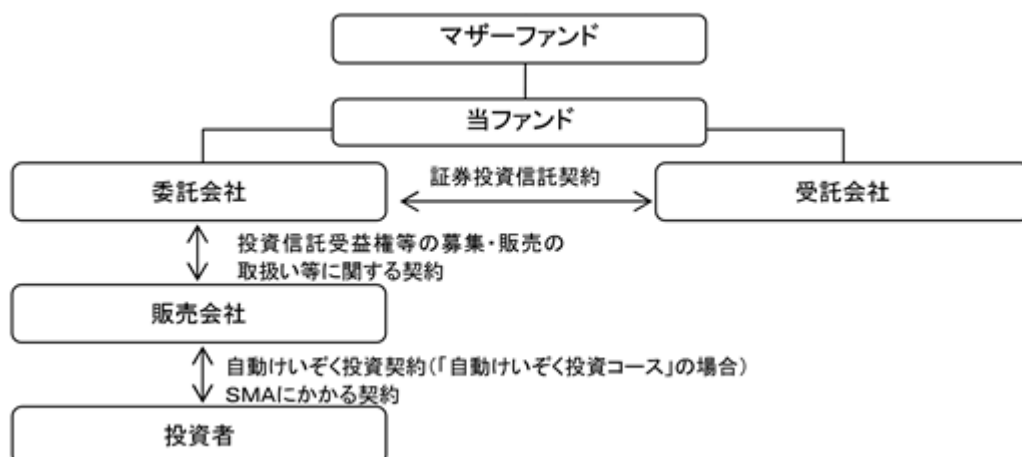 マザーファンド
当ファンド
委託会社
証券投資信託契約
受託会社
投資信託受益権等の募集・販売の
取扱い等に関する契約
販売会社
自動けいぞく投資契約(「自動けいぞく投資コース」の場合)
SMAにかかる契約
投資者